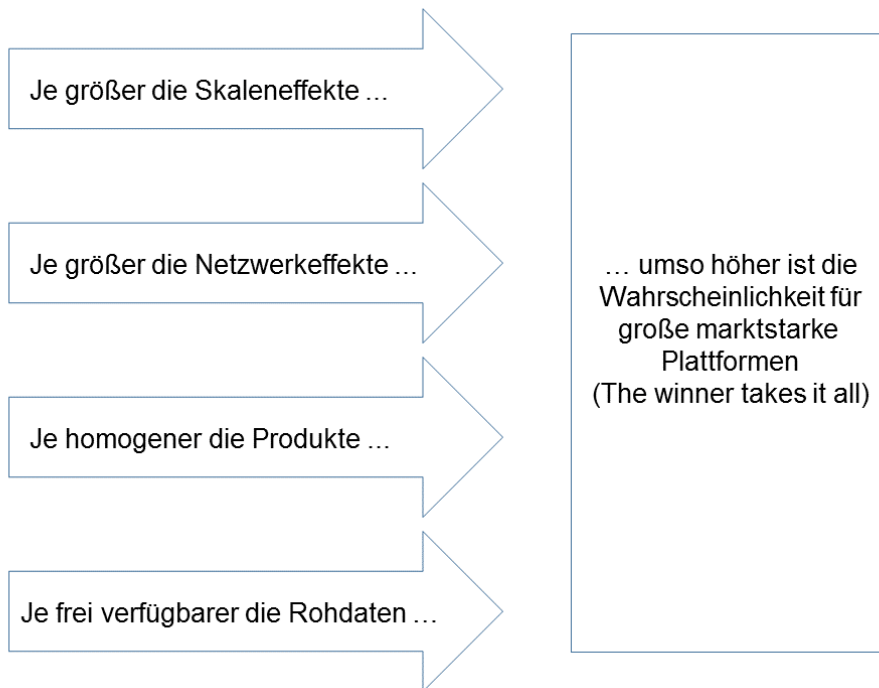 Je größer die Skaleneffekte ...
Je größer die Netzwerkeffekte ...
Je homogener die Produkte ...
Je frei verfügbarer die Rohdaten ...
... umso höher ist die
Wahrscheinlichkeit für
große marktstarke
Plattformen
(The winner takes it all)